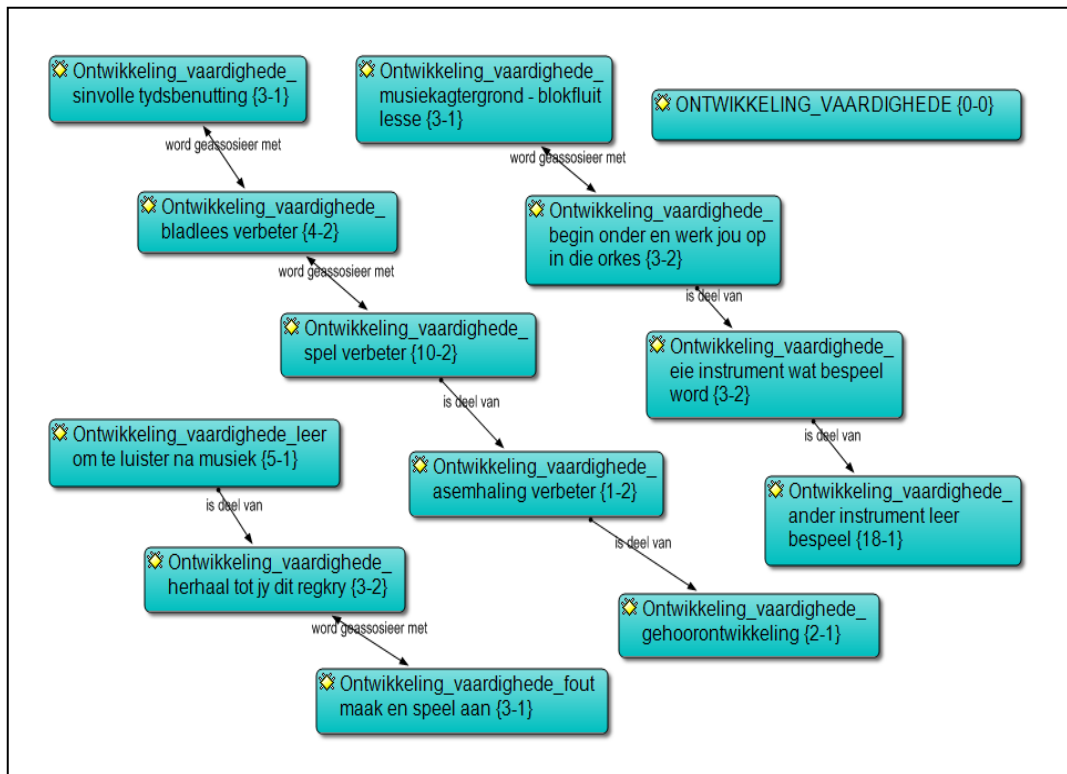 Ontwikkeling_vaardighede_
sinvolle tydsbenutting {3-1}
word geassosieer met
Ontwikkeling_vaardighede_
bladlees verbeter {4-2}
word geassosieer met
Ontwikkeling_vaardighede_
spel verbeter {10-2}
is deel van
Ontwikkeling_vaardighede_
asemhaling verbeter {1-2}
is deel van
Ontwikkeling_vaardighede_
gehoorontwikkeling {2-1}
Ontwikkeling_vaardighede_
musiekagtergrond - blokfluit
lesse {3-1}
word geassosieer met
Ontwikkeling_vaardighede_
begin onder en werk jou op
in die orkes {3-2}
is deel van
Ontwikkeling_vaardighede_
eie instrument wat bespeel
word {3-2}
is deel van
Ontwikkeling_vaardighede_
ander instrument leer
bespeel {18-1}
ONTWIKKELING_VAARDIGHEDE {0-0}
Ontwikkeling_vaardighede_leer
om te luister na musiek {5-1}
is deel van
Ontwikkeling_vaardighede_
herhaal tot jy dit regkry {3-2}
word geassosieer met
Ontwikkeling_vaardighede_fout
maak en speel aan {3-1}